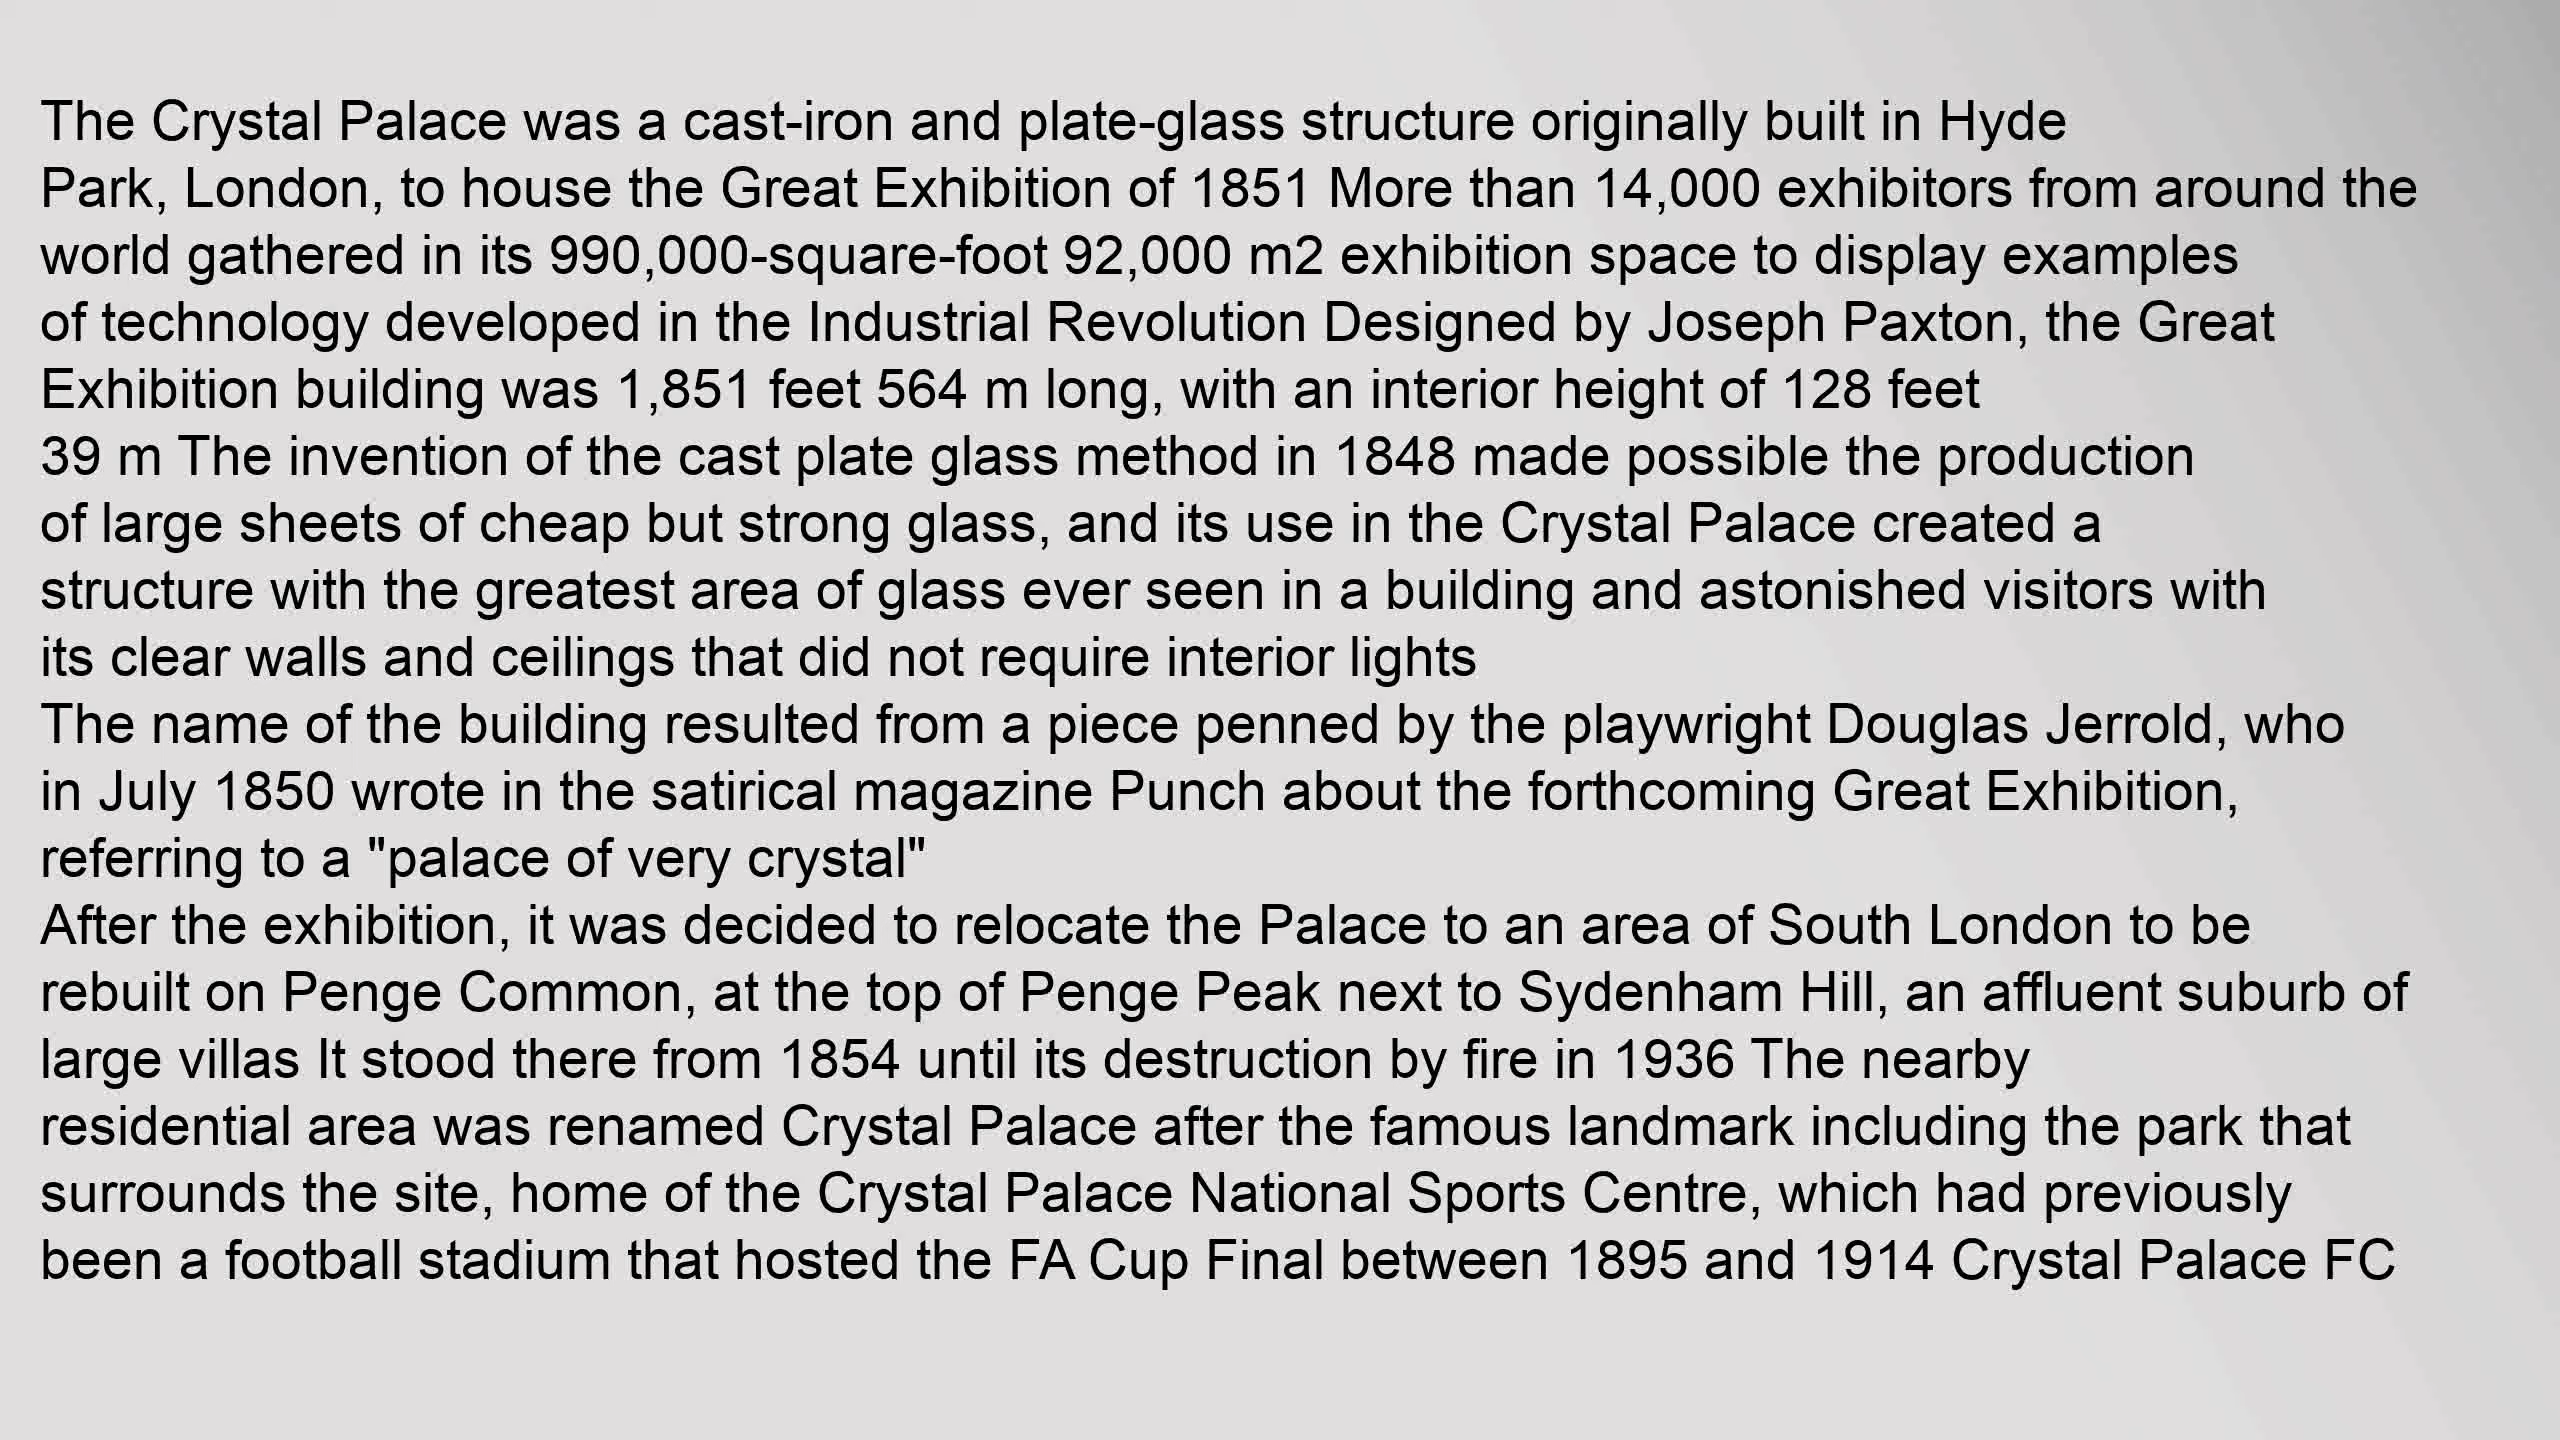 The Crystal Palace was a cast-iron and plate-glass structure originally built in Hyde
Park, London, to house the Great Exhibition of 1851 More than 14,000 exhibitors from around the
world gathered in its 990,000-square-foot 92,000 m2 exhibition space to display examples
of technology developed in the Industrial Revolution Designed by Joseph Paxton, the Great
Exhibition building was 1,851 feet 564 m long, with an interior height of 128 feet
39 m The invention of the cast plate glass method in 1848 made possible the production
of large sheets of cheap but strong glass, and its use in the Crystal Palace created a
structure with the greatest area of glass ever seen in a building and astonished visitors with
its clear walls and ceilings that did not require interior lights
The name of the building resulted from a piece penned by the playwright Douglas Jerrold, who
in July 1850 wrote in the satirical magazine Punch about the forthcoming Great Exhibition,
referring to a "palace of very crystal"
After the exhibition, it was decided to relocate the Palace to an area of South London to be
rebuilt on Penge Common, at the top of Penge Peak next to Sydenham Hill, an affluent suburb of
large villas It stood there from 1854 until its destruction by fire in 1936 The nearby
residential area was renamed Crystal Palace after the famous landmark including the park that
surrounds the site, home of the Crystal Palace National Sports Centre, which had previously
been a football stadium that hosted the FA Cup Final between 1895 and 1914 Crystal Palace FC